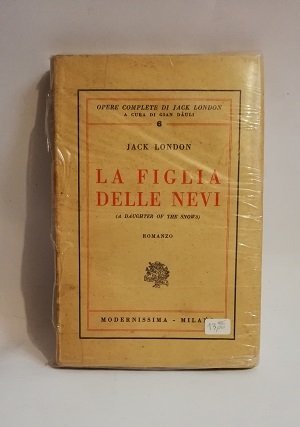 OPERE COMPLETE DI JACK LONDON
A CURA DI GIAN DÀULI
6
JACK LONDON
LA FIGLIA
DELLE NEVI
(A DAUGHTER OF THE SNOWS)
ROMANZO
MODERNISSIMA - MILANO